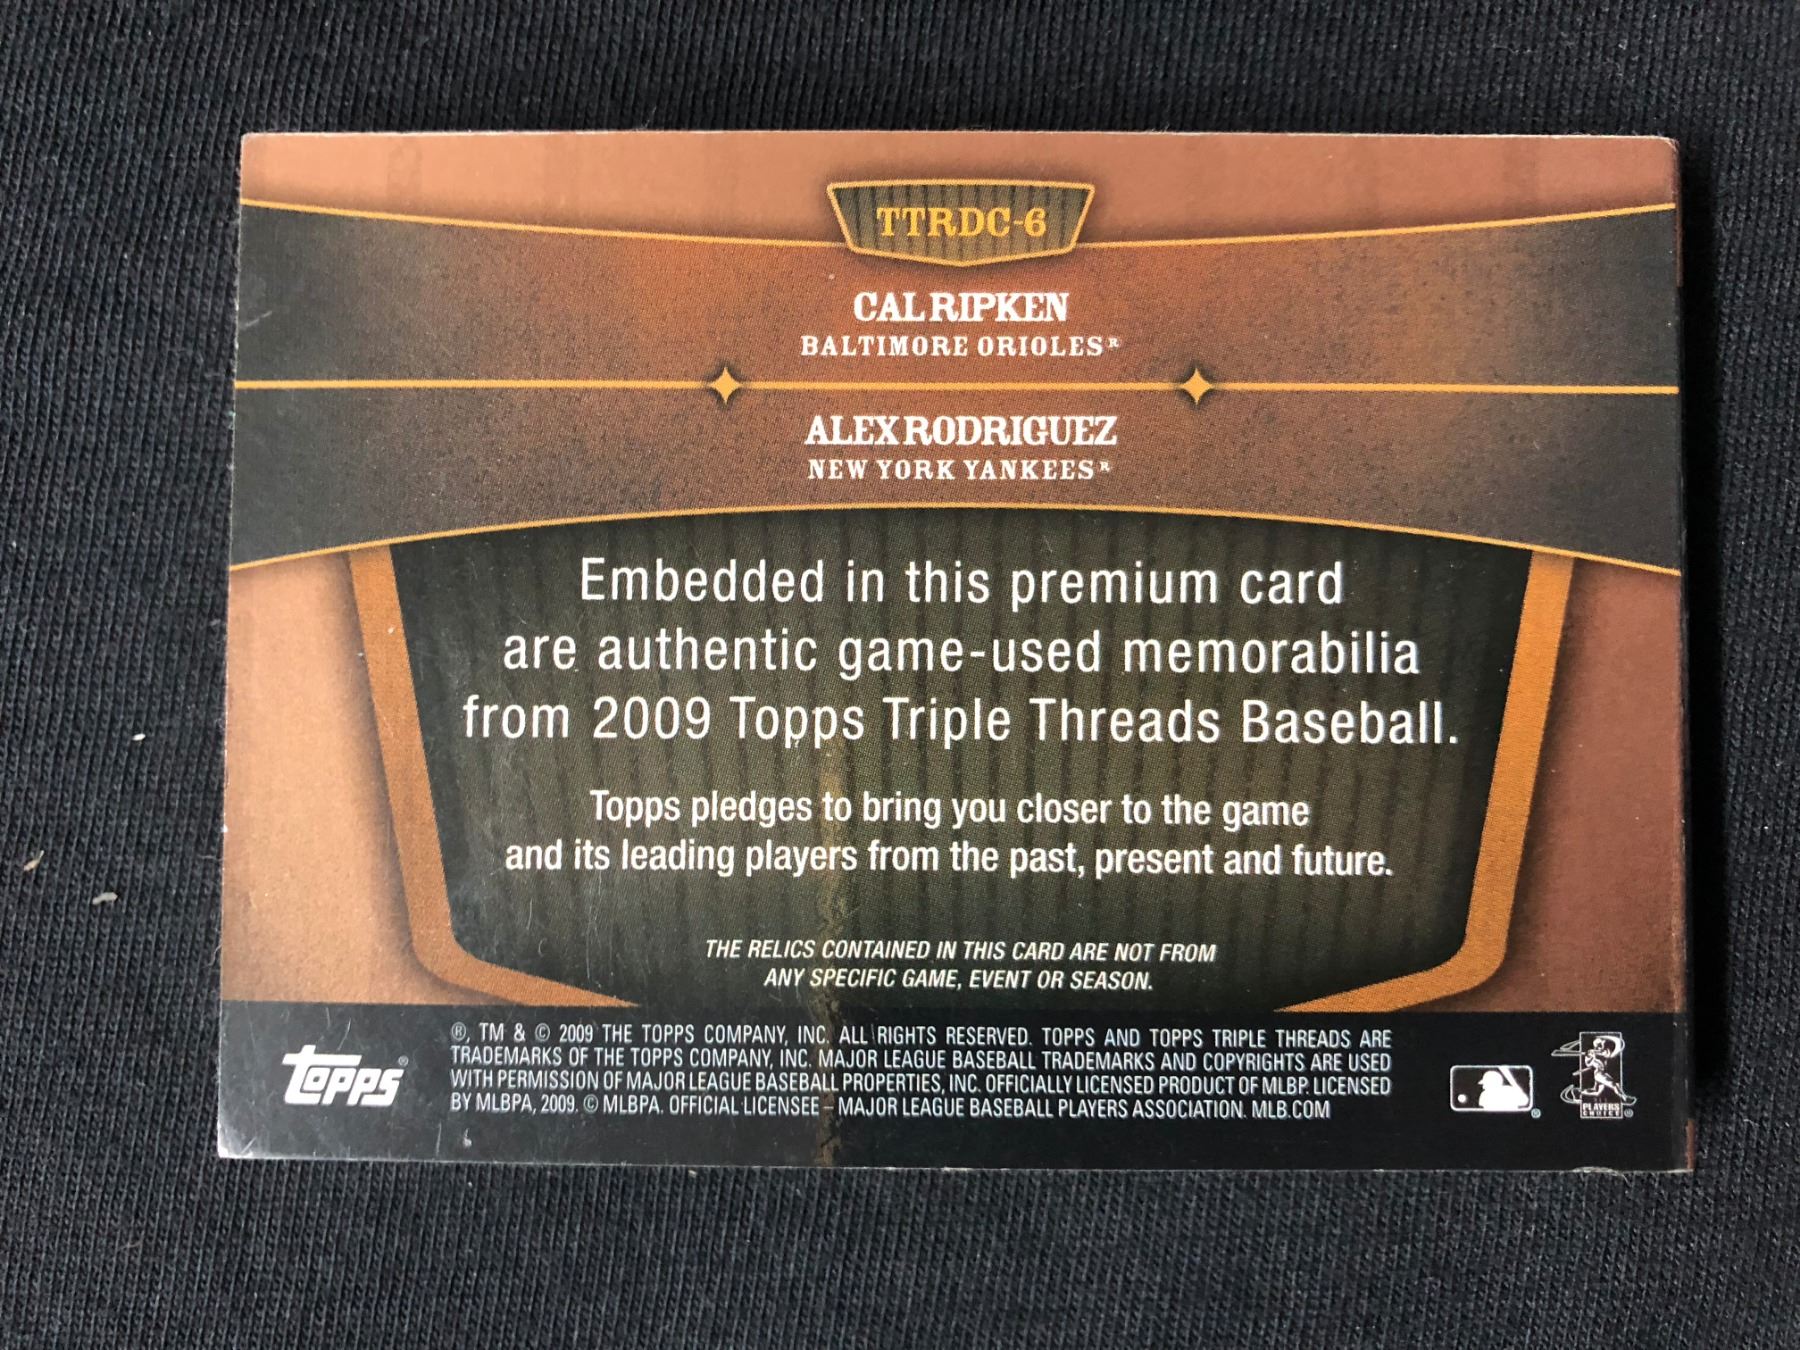 TTRDC-6
CAL RIPKEN
BALTIMORE ORIOLES®
ALEX RODRIGUEZ
NEW YORK YANKEES®
Embedded in this premium card
are authentic game-used memorabilia
from 2009 Topps Triple Threads Baseball.
Topps pledges to bring you closer to the game
and its leading players from the past, present and future.
THE RELICS CONTAINED IN THIS CARD ARE NOT FROM
ANY SPECIFIC GAME, EVENT OR SEASON.
®, TM & © 2009 THE TOPPS COMPANY, INC. ALL RIGHTS RESERVED. TOPPS AND TOPPS TRIPLE THREADS ARE
TRADEMARKS OF THE TOPPS COMPANY, INC. MAJOR LEAGUE BASEBALL TRADEMARKS AND COPYRIGHTS ARE USED
WITH PERMISSION OF MAJOR LEAGUE BASEBALL PROPERTIES, INC. OFFICIALLY LICENSED PRODUCT OF MLBP. LICENSED
BY MLBPA, 2009. © MLBPA. OFFICIAL LICENSEE – MAJOR LEAGUE BASEBALL PLAYERS ASSOCIATION. MLB.COM
Topps®
PLAYERS
CHOICE ®